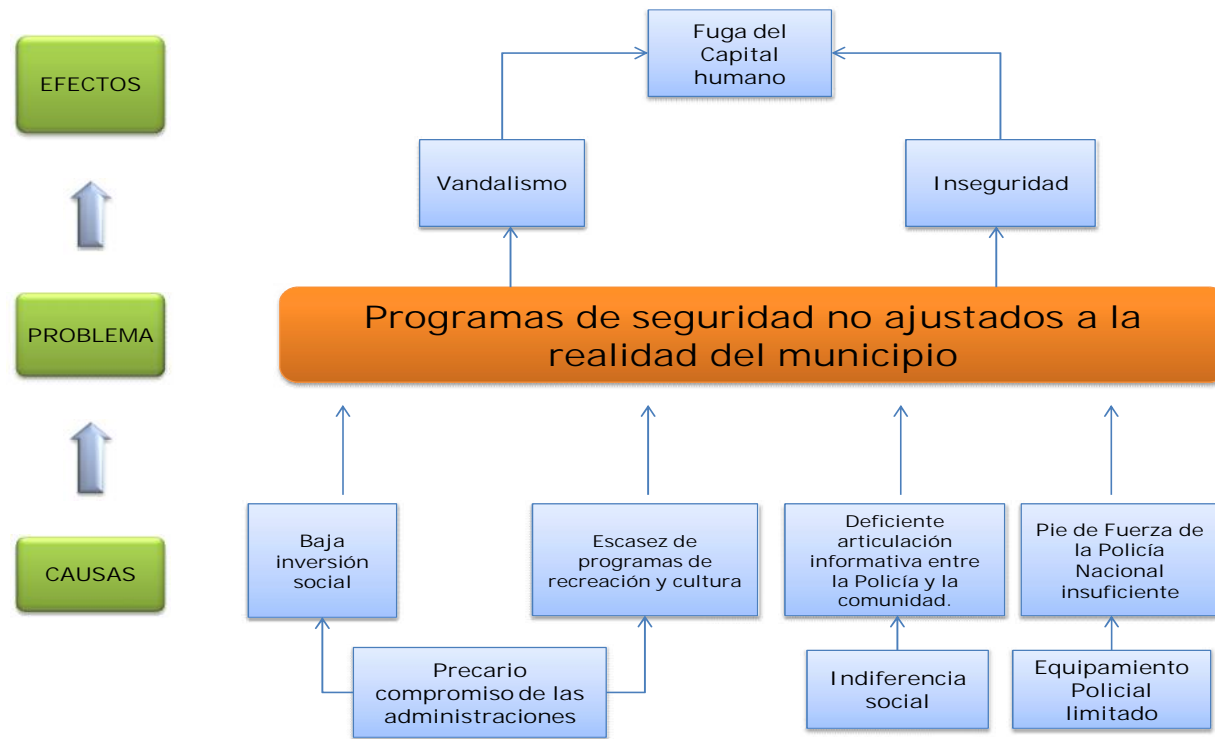 Fuga del
Capital
humano
EFECTOS
Vandalismo
Inseguridad
PROBLEMA
Programas de seguridad no ajustados a la
realidad del municipio
CAUSAS
Baja
inversión
social
Escasez de
programas de
recreación y cultura
Deficiente
articulación
informativa entre
la Policía y la
comunidad.
Pie de Fuerza de
la Policía
Nacional
insuficiente
Precario
compromiso de las
administraciones
Indiferencia
social
Equipamiento
Policial
limitado